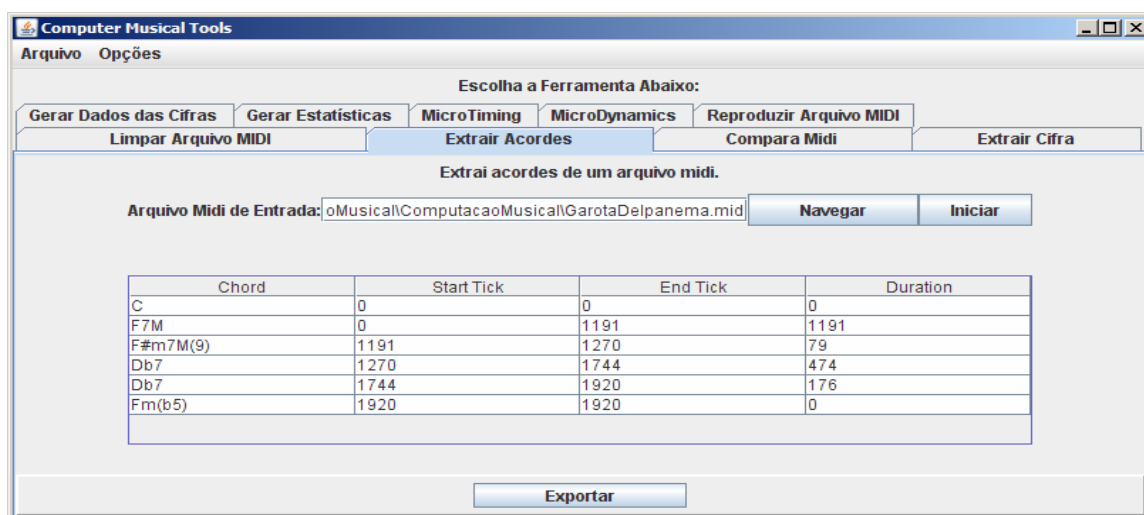 Computer Musical Tools
Arquivo Opções
Escolha a Ferramenta Abaixo:
Gerar Dados das Cifras Gerar Estatísticas MicroTiming MicroDynamics Reproduzir Arquivo MIDI
Limpar Arquivo MIDI Extrair Acordes Compara Midi Extrair Cifra
Extrai acordes de um arquivo midi.
Arquivo Midi de Entrada: oMusical\ComputacaoMusical\GarotaDeIpanema.mid Navegar Iniciar
Chord Start Tick End Tick Duration
C 0 0 0
F7M 0 1191 1191
F#m7M(9) 1191 1270 79
Db7 1270 1744 474
Db7 1744 1920 176
Fm(b5) 1920 1920 0
Exportar